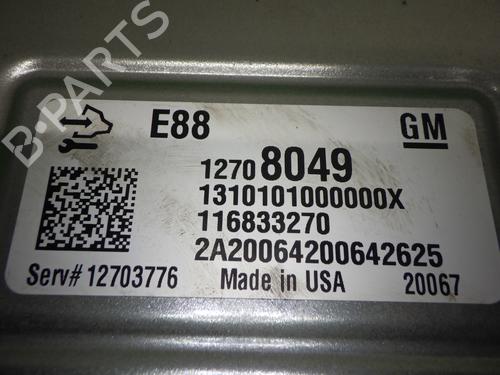 B-PARTS
E88
GM
12708049
1310101000000X
116833270
2A20064200642625
Serv# 12703776 Made in USA 20067